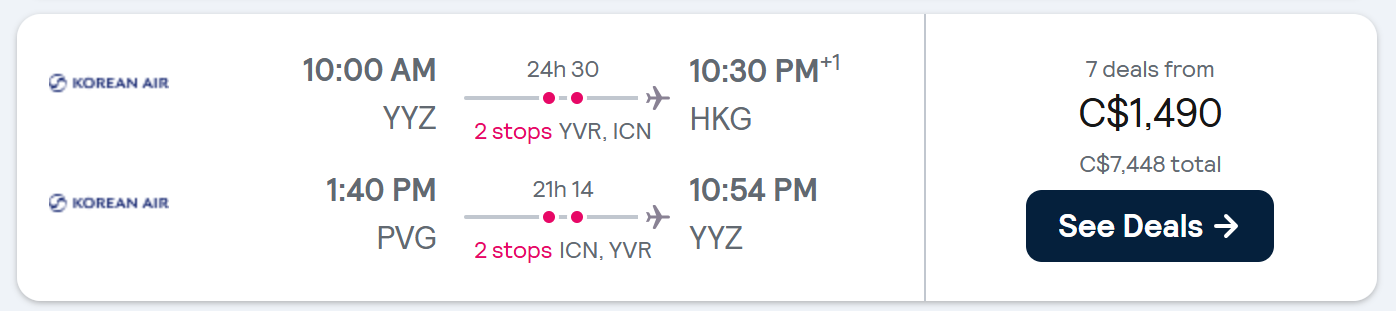 KOREAN AIR
10:00 AM
YYZ
24h 30
2 stops YVR, ICN
10:30 PM+1
HKG
KOREAN AIR
1:40 PM
PVG
21h 14
2 stops ICN, YVR
10:54 PM
YYZ
7 deals from
C$1,490
C$7,448 total
See Deals →